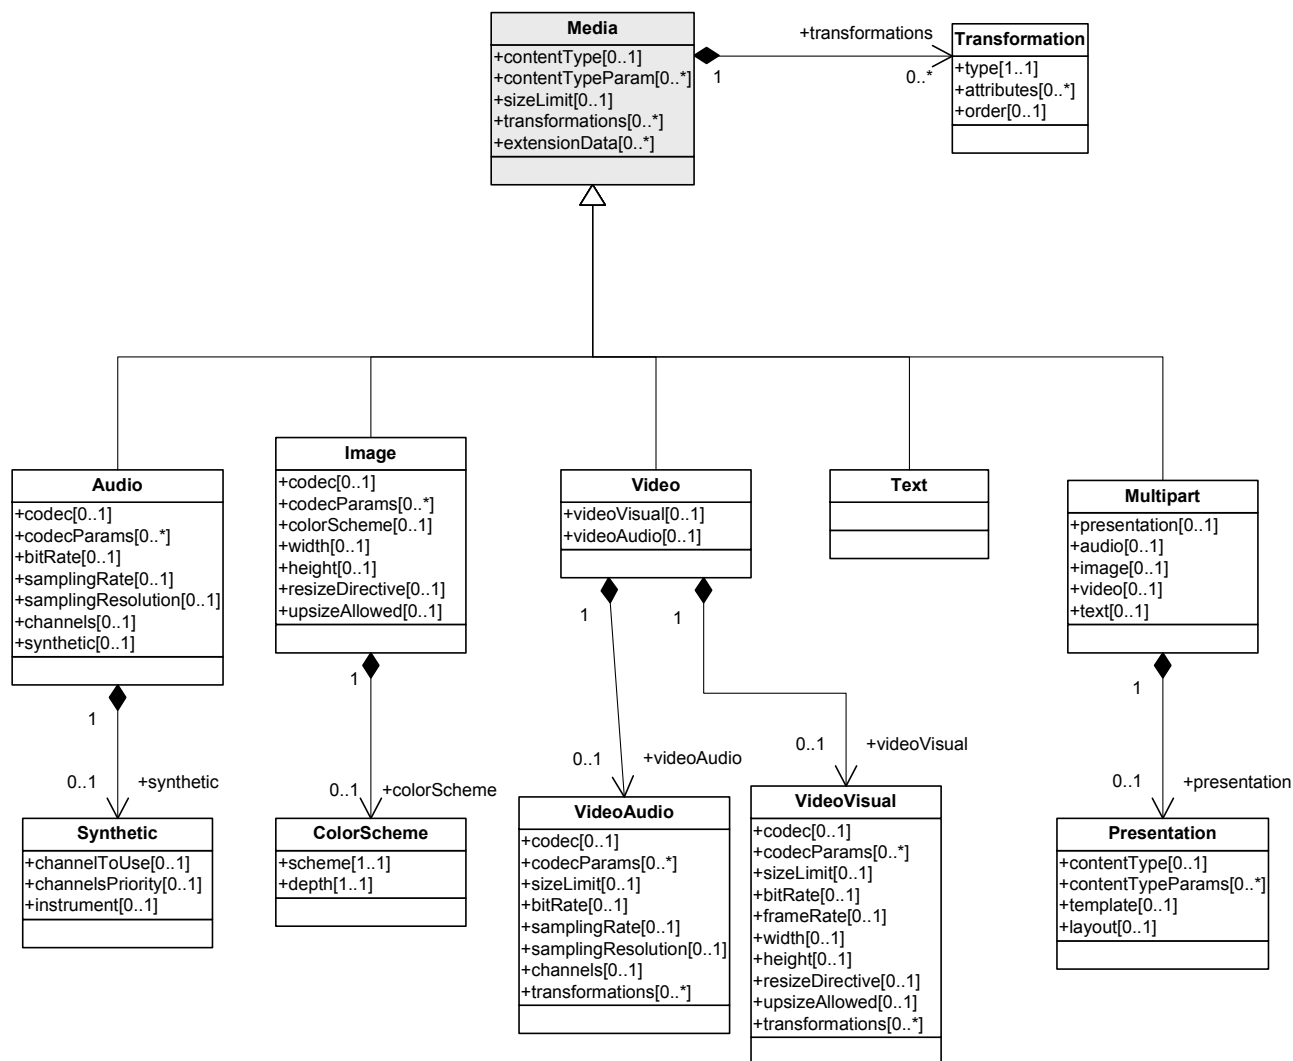 Media
+contentType[0..1]
+contentTypeParam[0..*]
+sizeLimit[0..1]
+transformations[0..*]
+extensionData[0..*]
1
+transformations
0..*
Transformation
+type[1..1]
+attributes[0..*]
+order[0..1]
Audio
+codec[0..1]
+codecParams[0..*]
+bitRate[0..1]
+samplingRate[0..1]
+samplingResolution[0..1]
+channels[0..1]
+synthetic[0..1]
1
0..1
+synthetic
Image
+codec[0..1]
+codecParams[0..*]
+colorScheme[0..1]
+width[0..1]
+height[0..1]
+resizeDirective[0..1]
+upsizeAllowed[0..1]
1
0..1
+colorScheme
Video
+videoVisual[0..1]
+videoAudio[0..1]
1
1
0..1
+videoAudio
0..1
+videoVisual
Text
Multipart
+presentation[0..1]
+audio[0..1]
+image[0..1]
+video[0..1]
+text[0..1]
1
0..1
+presentation
Synthetic
+channelToUse[0..1]
+channelsPriority[0..1]
+instrument[0..1]
ColorScheme
+scheme[1..1]
+depth[1..1]
VideoAudio
+codec[0..1]
+codecParams[0..*]
+sizeLimit[0..1]
+bitRate[0..1]
+samplingRate[0..1]
+samplingResolution[0..1]
+channels[0..1]
+transformations[0..*]
VideoVisual
+codec[0..1]
+codecParams[0..*]
+sizeLimit[0..1]
+bitRate[0..1]
+frameRate[0..1]
+width[0..1]
+height[0..1]
+resizeDirective[0..1]
+upsizeAllowed[0..1]
+transformations[0..*]
Presentation
+contentType[0..1]
+contentTypeParams[0..*]
+template[0..1]
+layout[0..1]